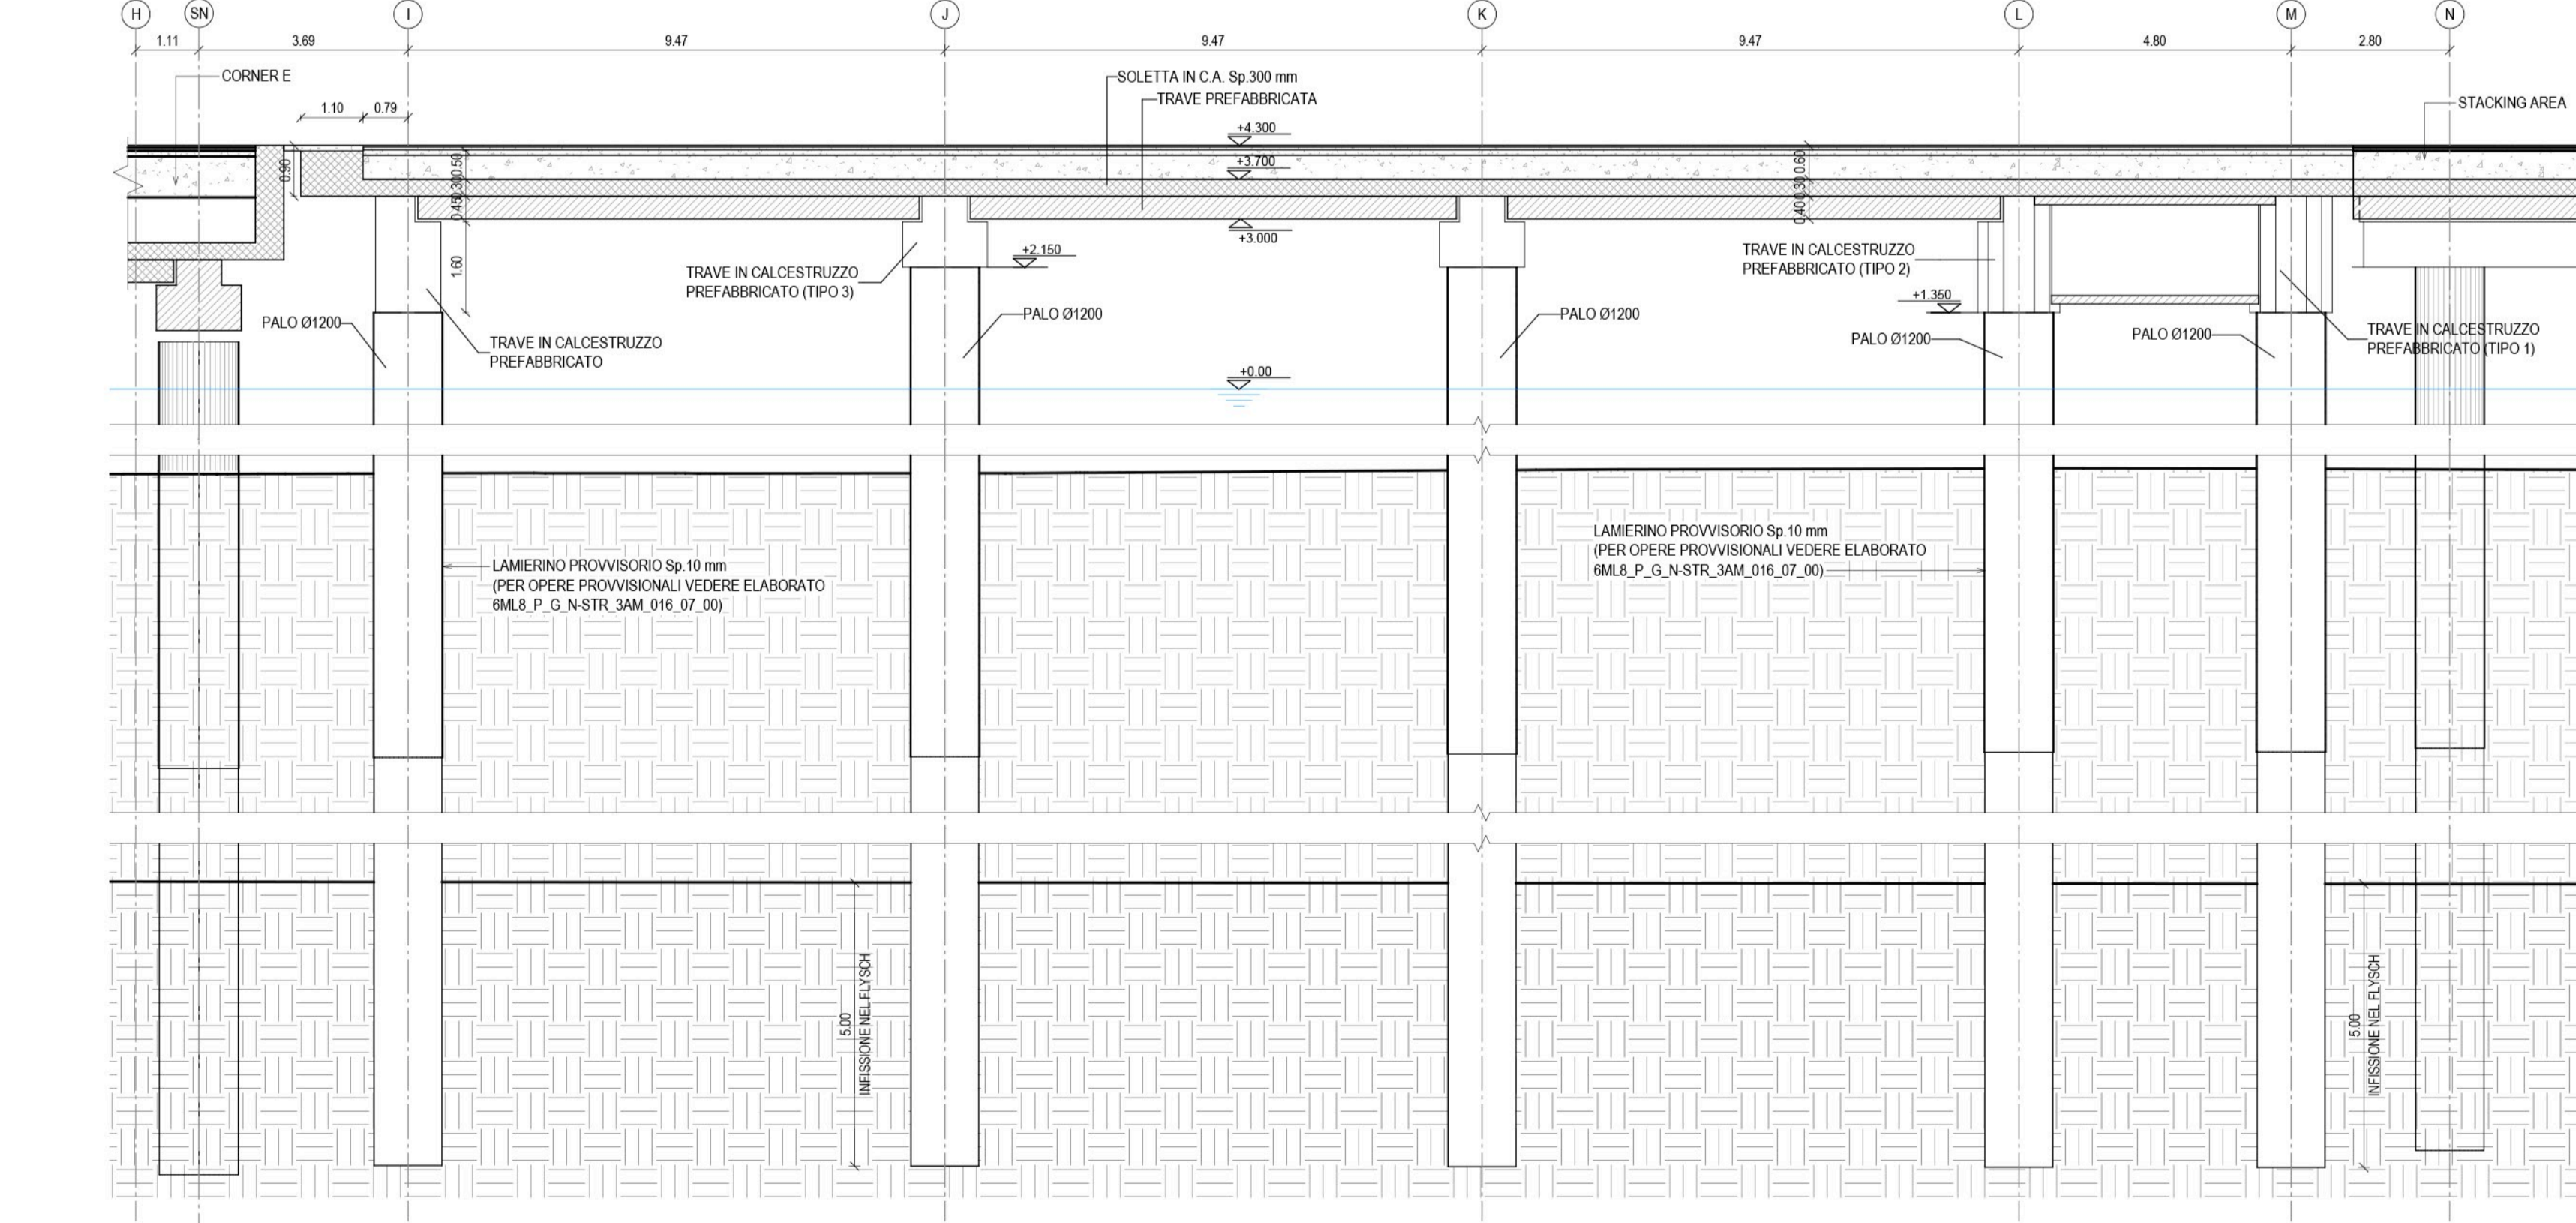 H SN I J K L M N
1.11 3.69 9.47 9.47 9.47 4.80 2.80
CORNER E
SOLETTA IN C.A. Sp.300 mm
TRAVE PREFABBRICATA
STACKING AREA
1.10 0.79
+4.300
+3.700
+3.000
0.90
0.50
0.30
0.45
1.60
0.60
0.30
0.40
+2.150
TRAVE IN CALCESTRUZZO
PREFABBRICATO (TIPO 3)
TRAVE IN CALCESTRUZZO
PREFABBRICATO (TIPO 2)
+1.350
PALO Ø1200
PALO Ø1200
PALO Ø1200
PALO Ø1200
PALO Ø1200
TRAVE IN CALCESTRUZZO
PREFABBRICATO
TRAVE IN CALCESTRUZZO
PREFABBRICATO (TIPO 1)
+0.00
LAMIERINO PROVVISORIO Sp.10 mm
(PER OPERE PROVVISIONALI VEDERE ELABORATO
6ML8_P_G_N-STR_3AM_016_07_00)
LAMIERINO PROVVISORIO Sp.10 mm
(PER OPERE PROVVISIONALI VEDERE ELABORATO
6ML8_P_G_N-STR_3AM_016_07_00)
5.00
INFISSIONE NEL FLYSCH
5.00
INFISSIONE NEL FLYSCH